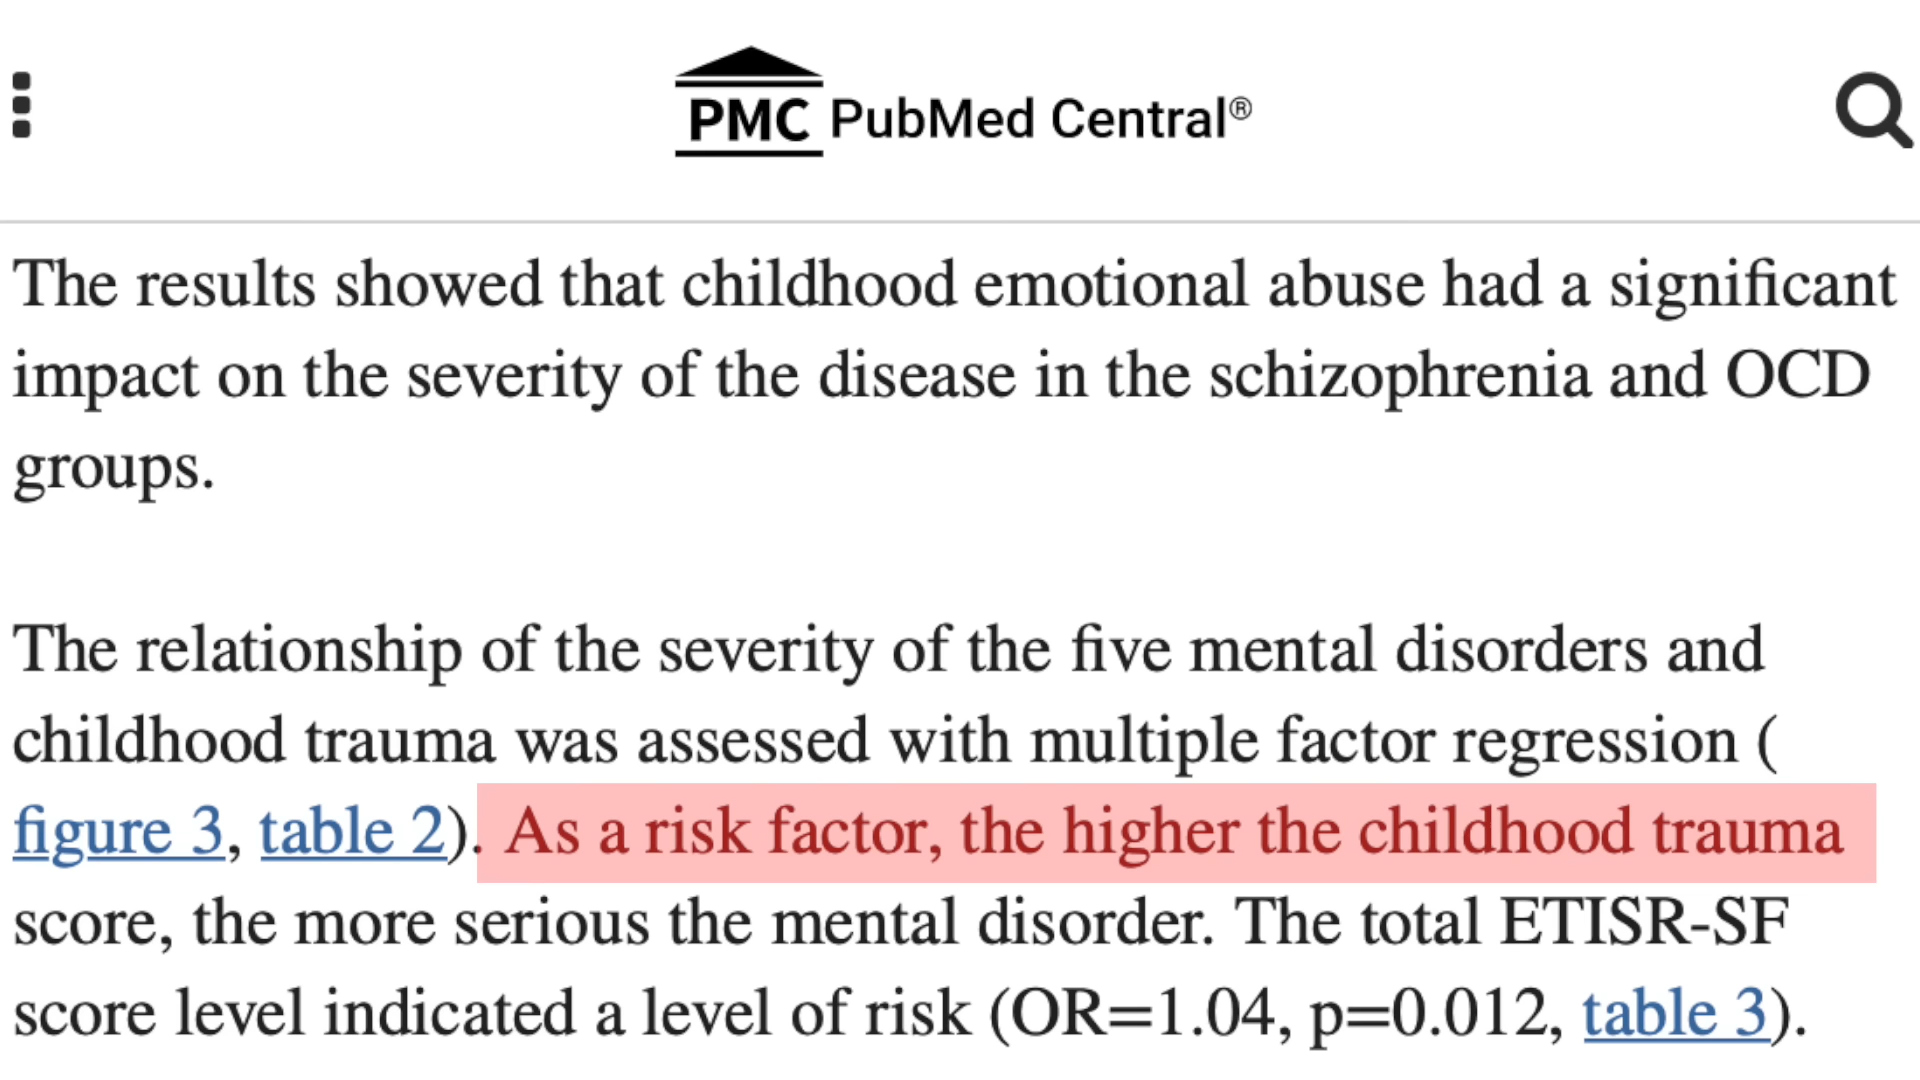 PMC PubMed Central®
The results showed that childhood emotional abuse had a significant
impact on the severity of the disease in the schizophrenia and OCD
groups.
The relationship of the severity of the five mental disorders and
childhood trauma was assessed with multiple factor regression (
figure 3, table 2). As a risk factor, the higher the childhood trauma
score, the more serious the mental disorder. The total ETISR-SF
score level indicated a level of risk (OR=1.04, p=0.012, table 3).